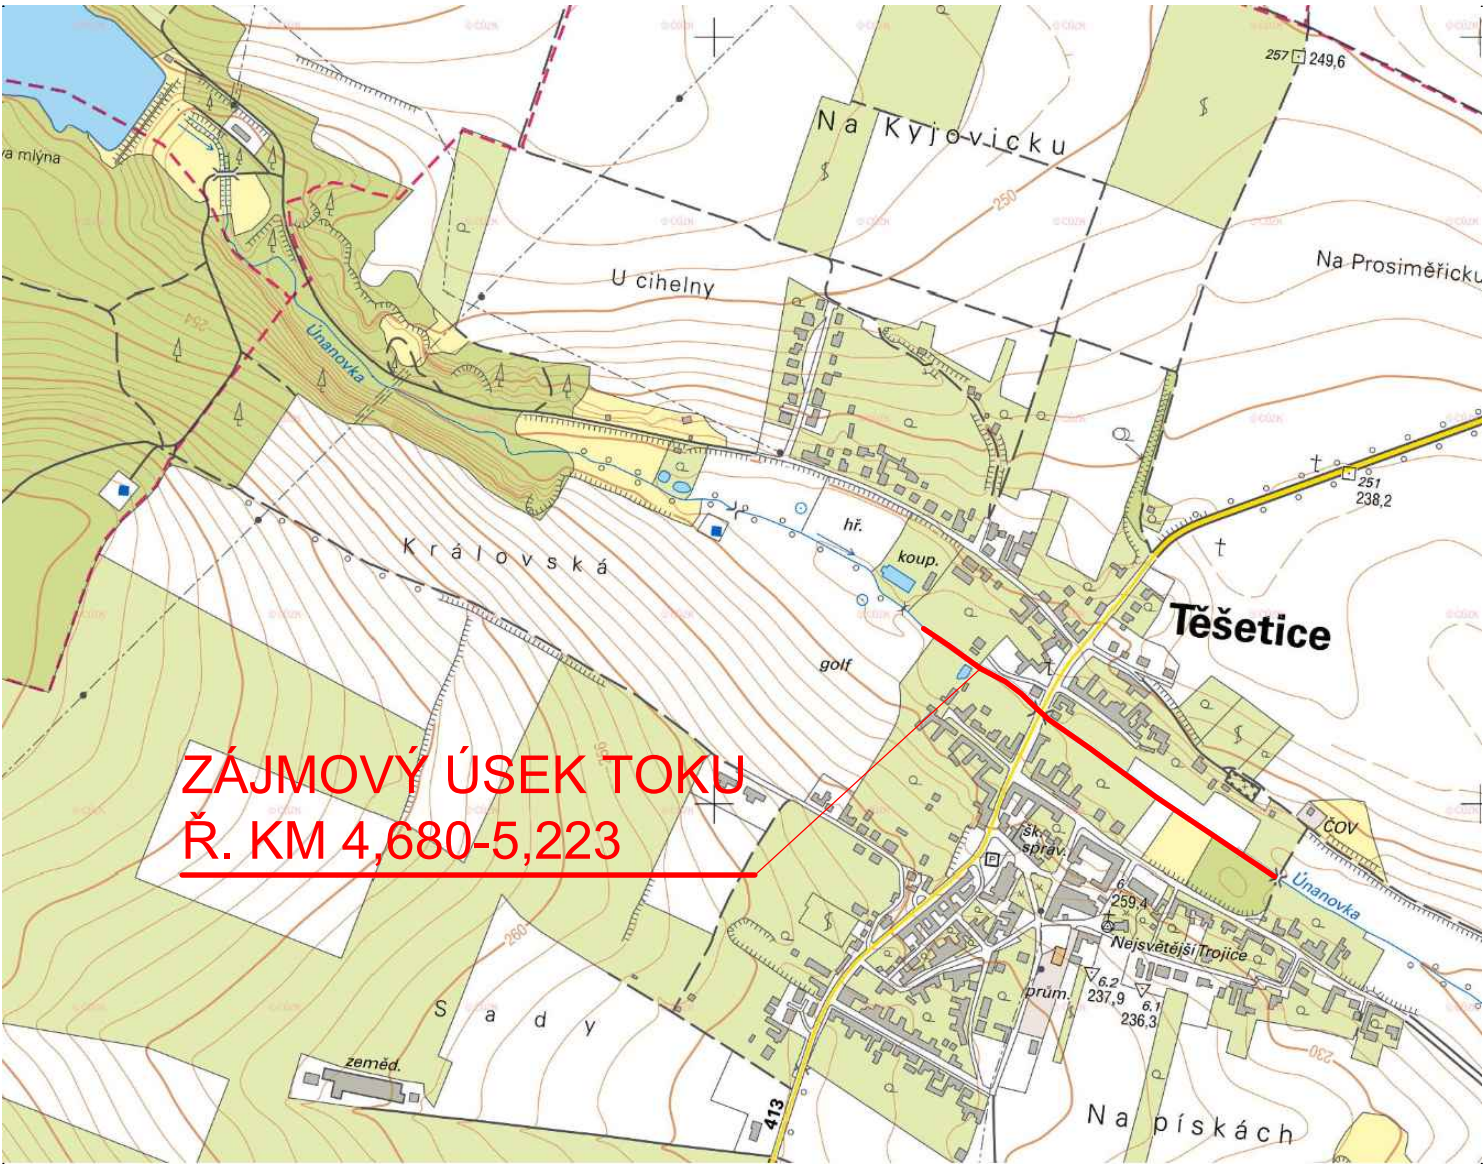 257 249,6
Na Kyjovicku
va mlýna
250
Na Prosiměřicku
U cihelny
254
Únanovka
251
238,2
hř.
Královská
koup.
Těšetice
golf
ZÁJMOVÝ ÚSEK TOKU
Ř. KM 4,680-5,223
ČOV
šk.
správ.
P
Únanovka
6
259,4
260
Nejsvětější Trojice
6.2
237,9
6.1
236,3
prům.
Sady
230
zeměd.
413
Na pískách